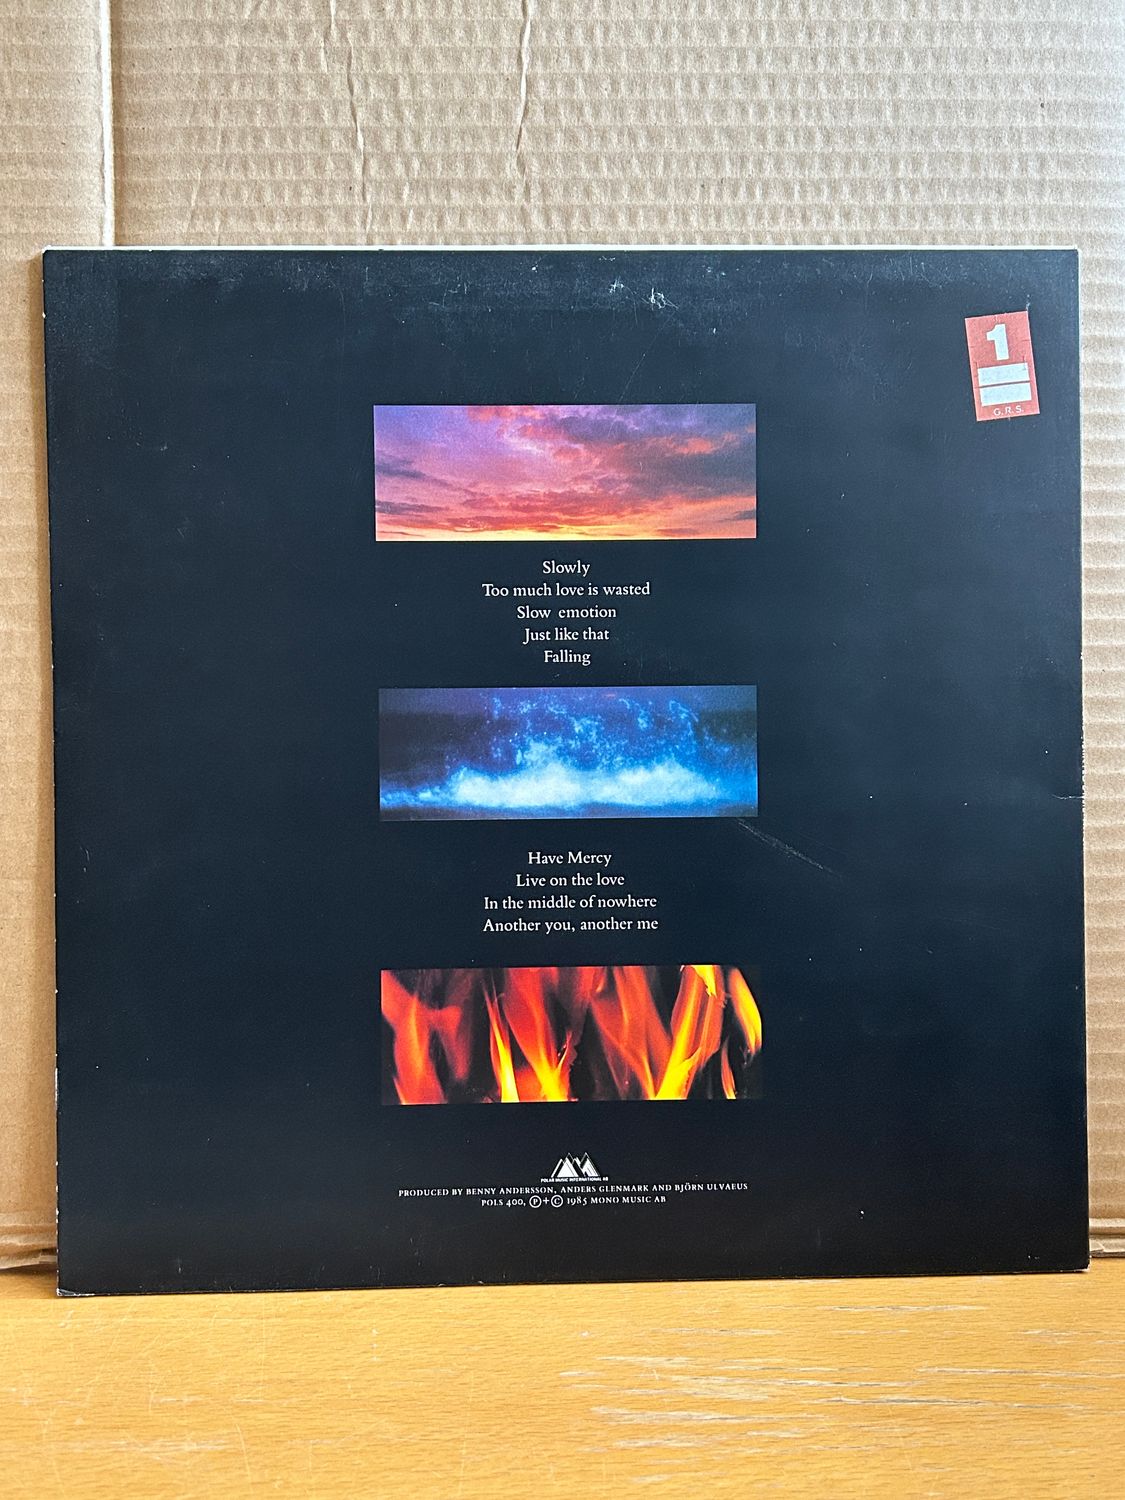 1
G.R.S.
Slowly
Too much love is wasted
Slow emotion
Just like that
Falling
Have Mercy
Live on the love
In the middle of nowhere
Another you, another me
POLAR MUSIC INTERNATIONAL AB
PRODUCED BY BENNY ANDERSSON, ANDERS GLENMARK AND BJÖRN ULVAEUS
POLS 400, Ⓟ+Ⓒ 1985 MONO MUSIC AB